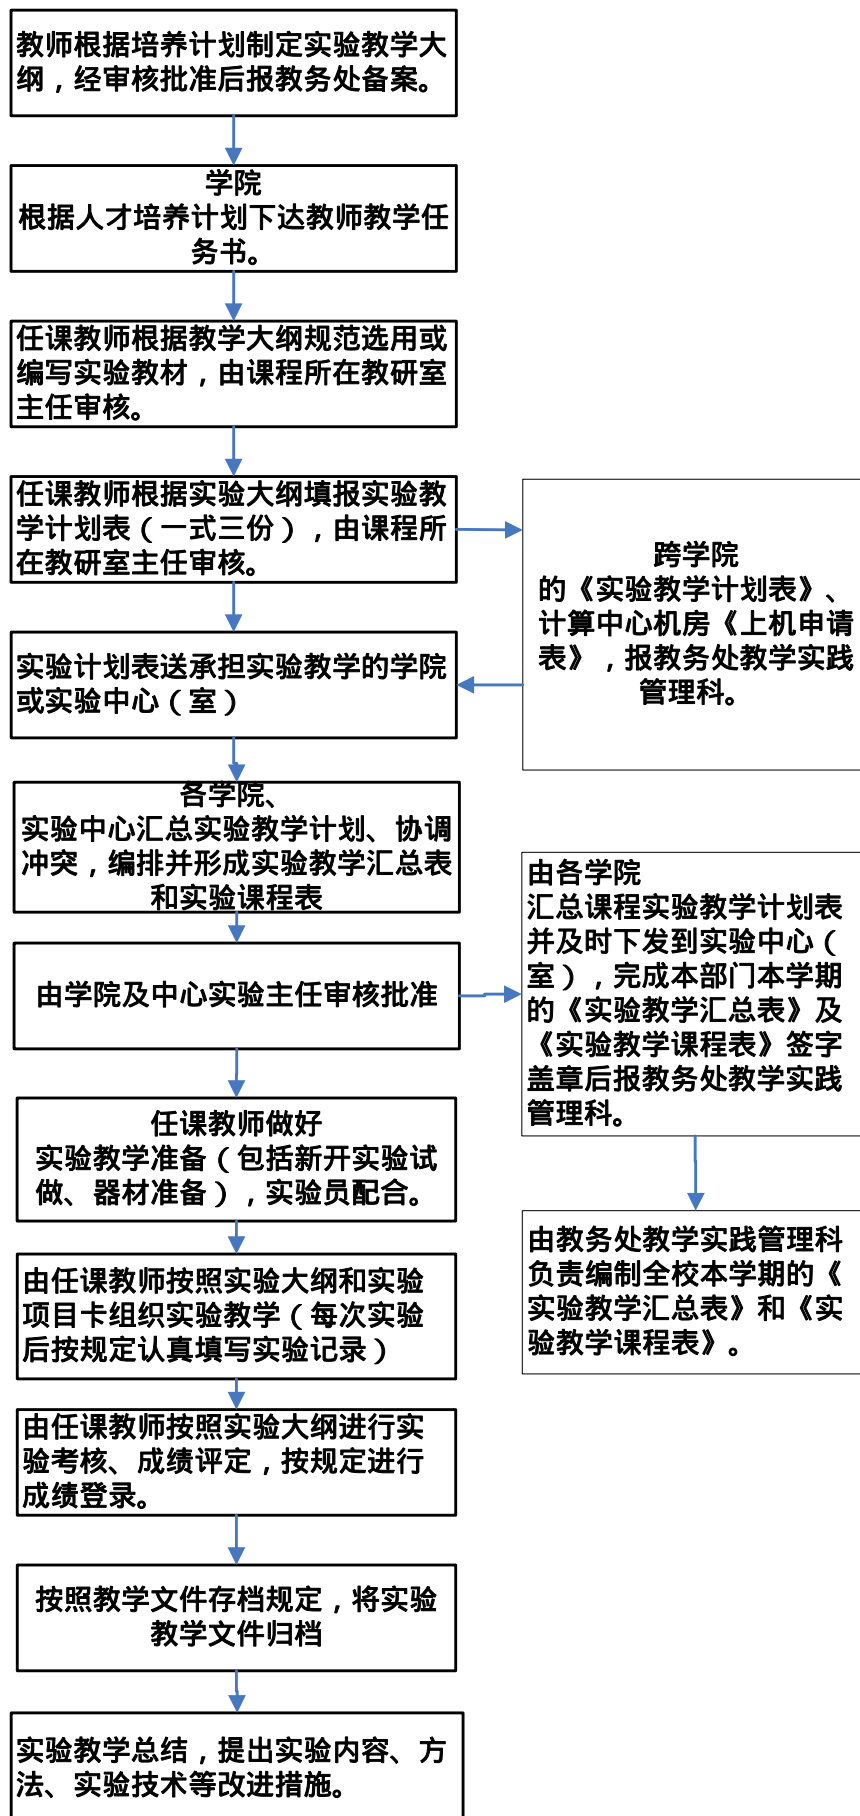 教师根据培养计划制定实验教学大
纲，经审核批准后报教务处备案。
学院
根据人才培养计划下达教师教学任
务书。
任课教师根据教学大纲规范选用或
编写实验教材，由课程所在教研室
主任审核。
任课教师根据实验大纲填报实验教
学计划表（一式三份），由课程所
在教研室主任审核。
跨学院
的《实验教学计划表》、
计算中心机房《上机申请
表》，报教务处教学实践
管理科。
实验计划表送承担实验教学的学院
或实验中心（室）
各学院、
实验中心汇总实验教学计划、协调
冲突，编排并形成实验教学汇总表
和实验课程表
由学院及中心实验主任审核批准
由各学院
汇总课程实验教学计划表
并及时下发到实验中心（
室），完成本部门本学期
的《实验教学汇总表》及
《实验教学课程表》签字
盖章后报教务处教学实践
管理科。
任课教师做好
实验教学准备（包括新开实验试
做、器材准备），实验员配合。
由教务处教学实践管理科
负责编制全校本学期的《
实验教学汇总表》和《实
验教学课程表》。
由任课教师按照实验大纲和实验
项目卡组织实验教学（每次实验
后按规定认真填写实验记录）
由任课教师按照实验大纲进行实
验考核、成绩评定，按规定进行
成绩登录。
按照教学文件存档规定，将实验
教学文件归档
实验教学总结，提出实验内容、方
法、实验技术等改进措施。